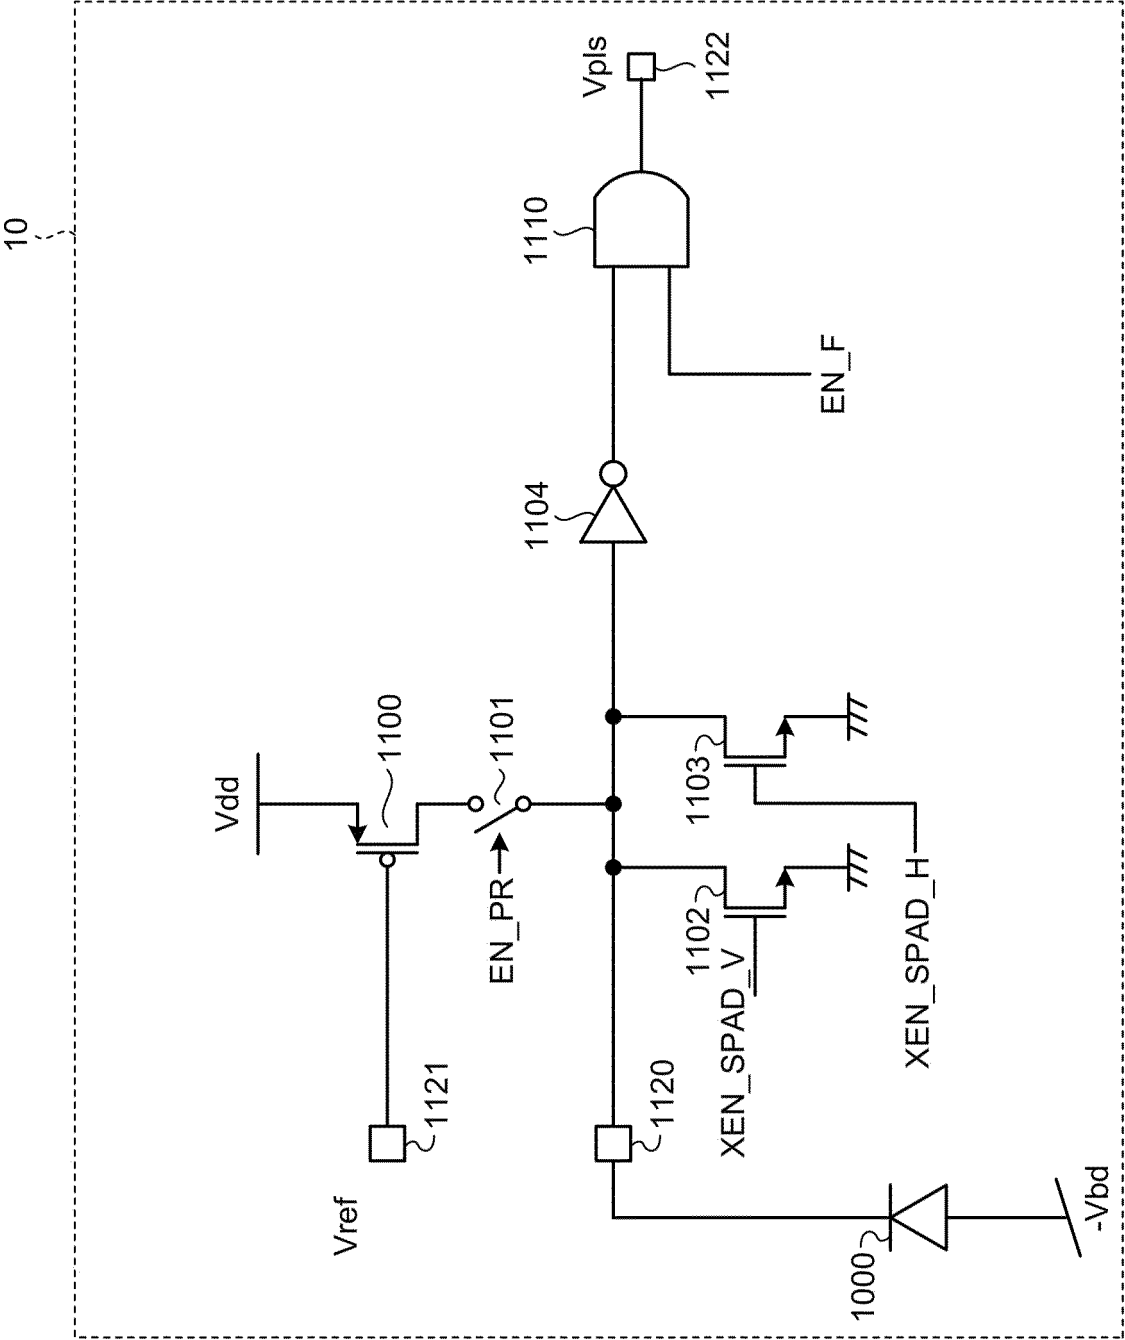 10
Vdd
1100
1101
EN_PR
Vref
1121
1120
1102
XEN_SPAD_V
1103
XEN_SPAD_H
1000
-Vbd
1104
EN_F
1110
Vpls
1122